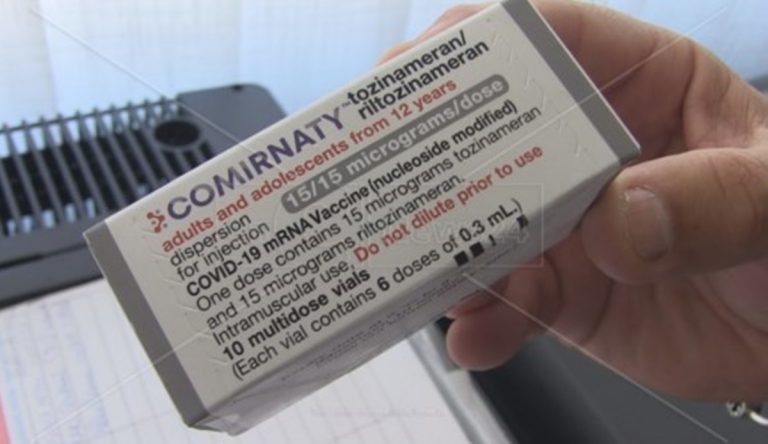 COMIRNATY™ tozinameran/
riltozinameran
adults and adolescents from 12 years
15/15 micrograms/dose
dispersion
for injection
COVID-19 mRNA Vaccine (nucleoside modified)
One dose contains 15 micrograms tozinameran
and 15 micrograms riltozinameran.
Intramuscular use. Do not dilute prior to use
10 multidose vials
(Each vial contains 6 doses of 0.3 mL.)